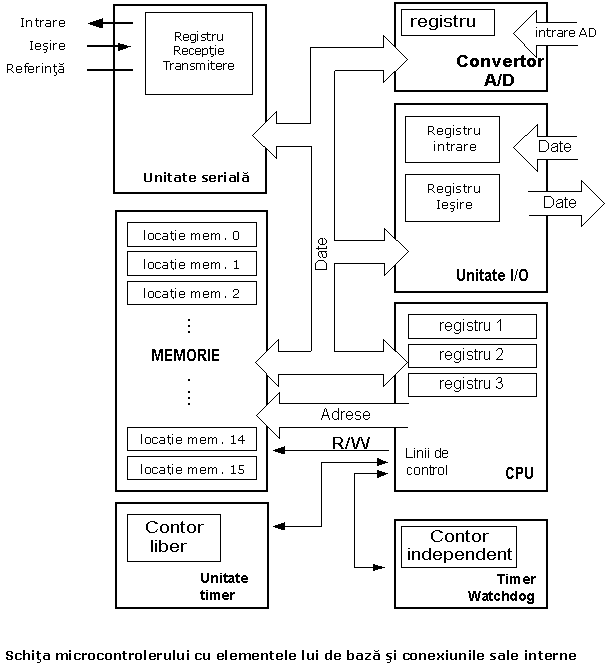 Intrare
Ieşire
Referinţă
Registru
Recepţie
Transmitere
Unitate serială
registru
intrare AD
Convertor
A/D
Registru
intrare
Date
Registru
Ieşire
Date
Unitate I/O
Date
locaţie mem. 0
locaţie mem. 1
locaţie mem. 2
MEMORIE
locaţie mem. 14
locaţie mem. 15
registru 1
registru 2
registru 3
Adrese
R/W
Linii de
control
CPU
Contor
liber
Unitate
timer
Contor
independent
Timer
Watchdog
Schiţa microcontrolerului cu elementele lui de bază şi conexiunile sale interne